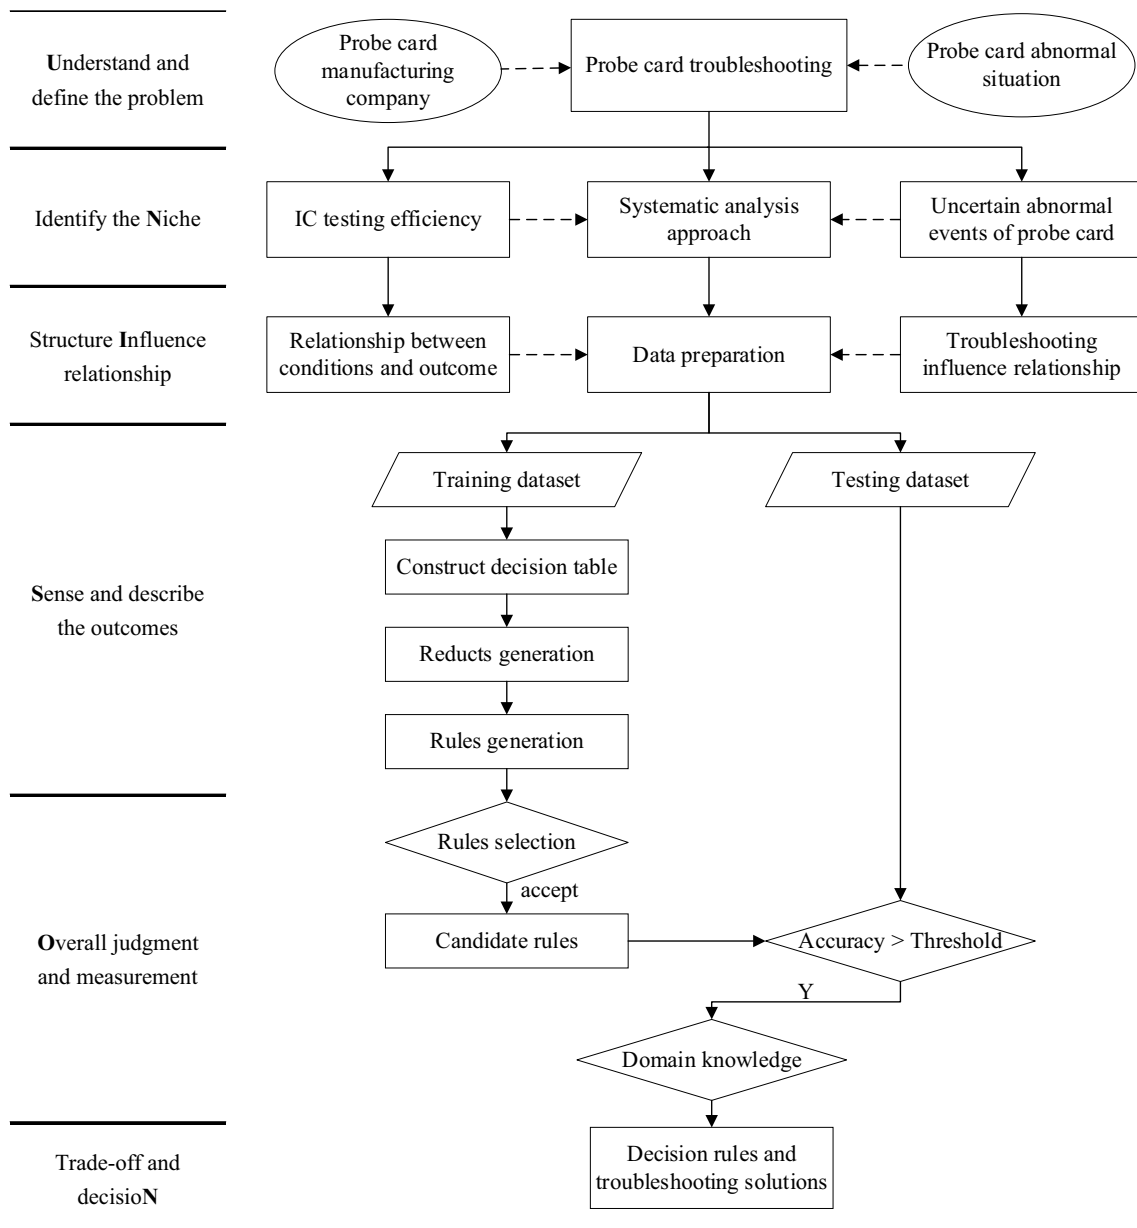 Understand and
define the problem
Probe card
manufacturing
company
Probe card troubleshooting
Probe card abnormal
situation
Identify the Niche
IC testing efficiency
Systematic analysis
approach
Uncertain abnormal
events of probe card
Structure Influence
relationship
Relationship between
conditions and outcome
Data preparation
Troubleshooting
influence relationship
Sense and describe
the outcomes
Training dataset
Testing dataset
Construct decision table
Reducts generation
Rules generation
Overall judgment
and measurement
Rules selection
accept
Candidate rules
Accuracy > Threshold
Y
Domain knowledge
Trade-off and
decisioN
Decision rules and
troubleshooting solutions